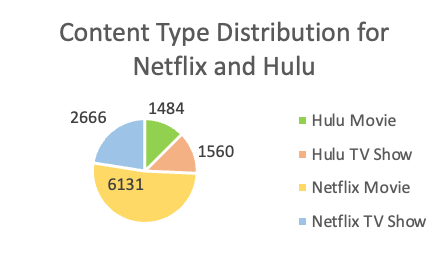 Content Type Distribution for
Netflix and Hulu
2666
1484
1560
6131
Hulu Movie
Hulu TV Show
Netflix Movie
Netflix TV Show